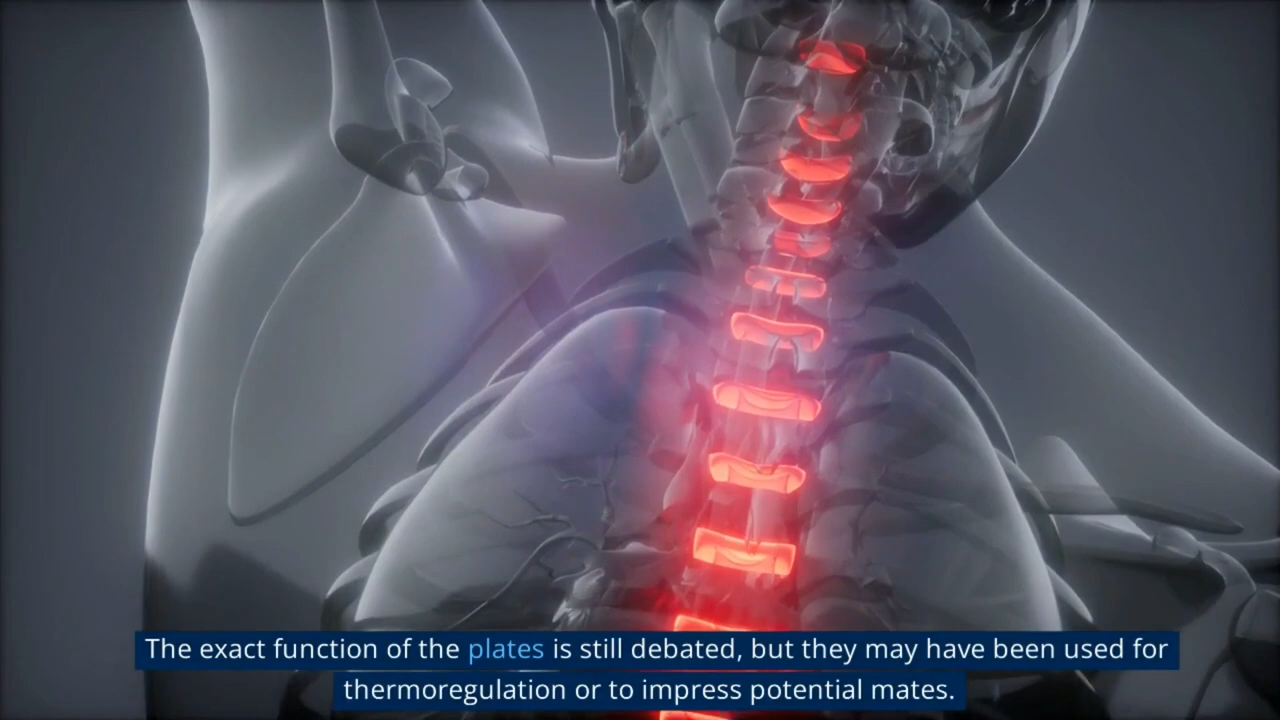 The exact function of the plates is still debated, but they may have been used for
thermoregulation or to impress potential mates.